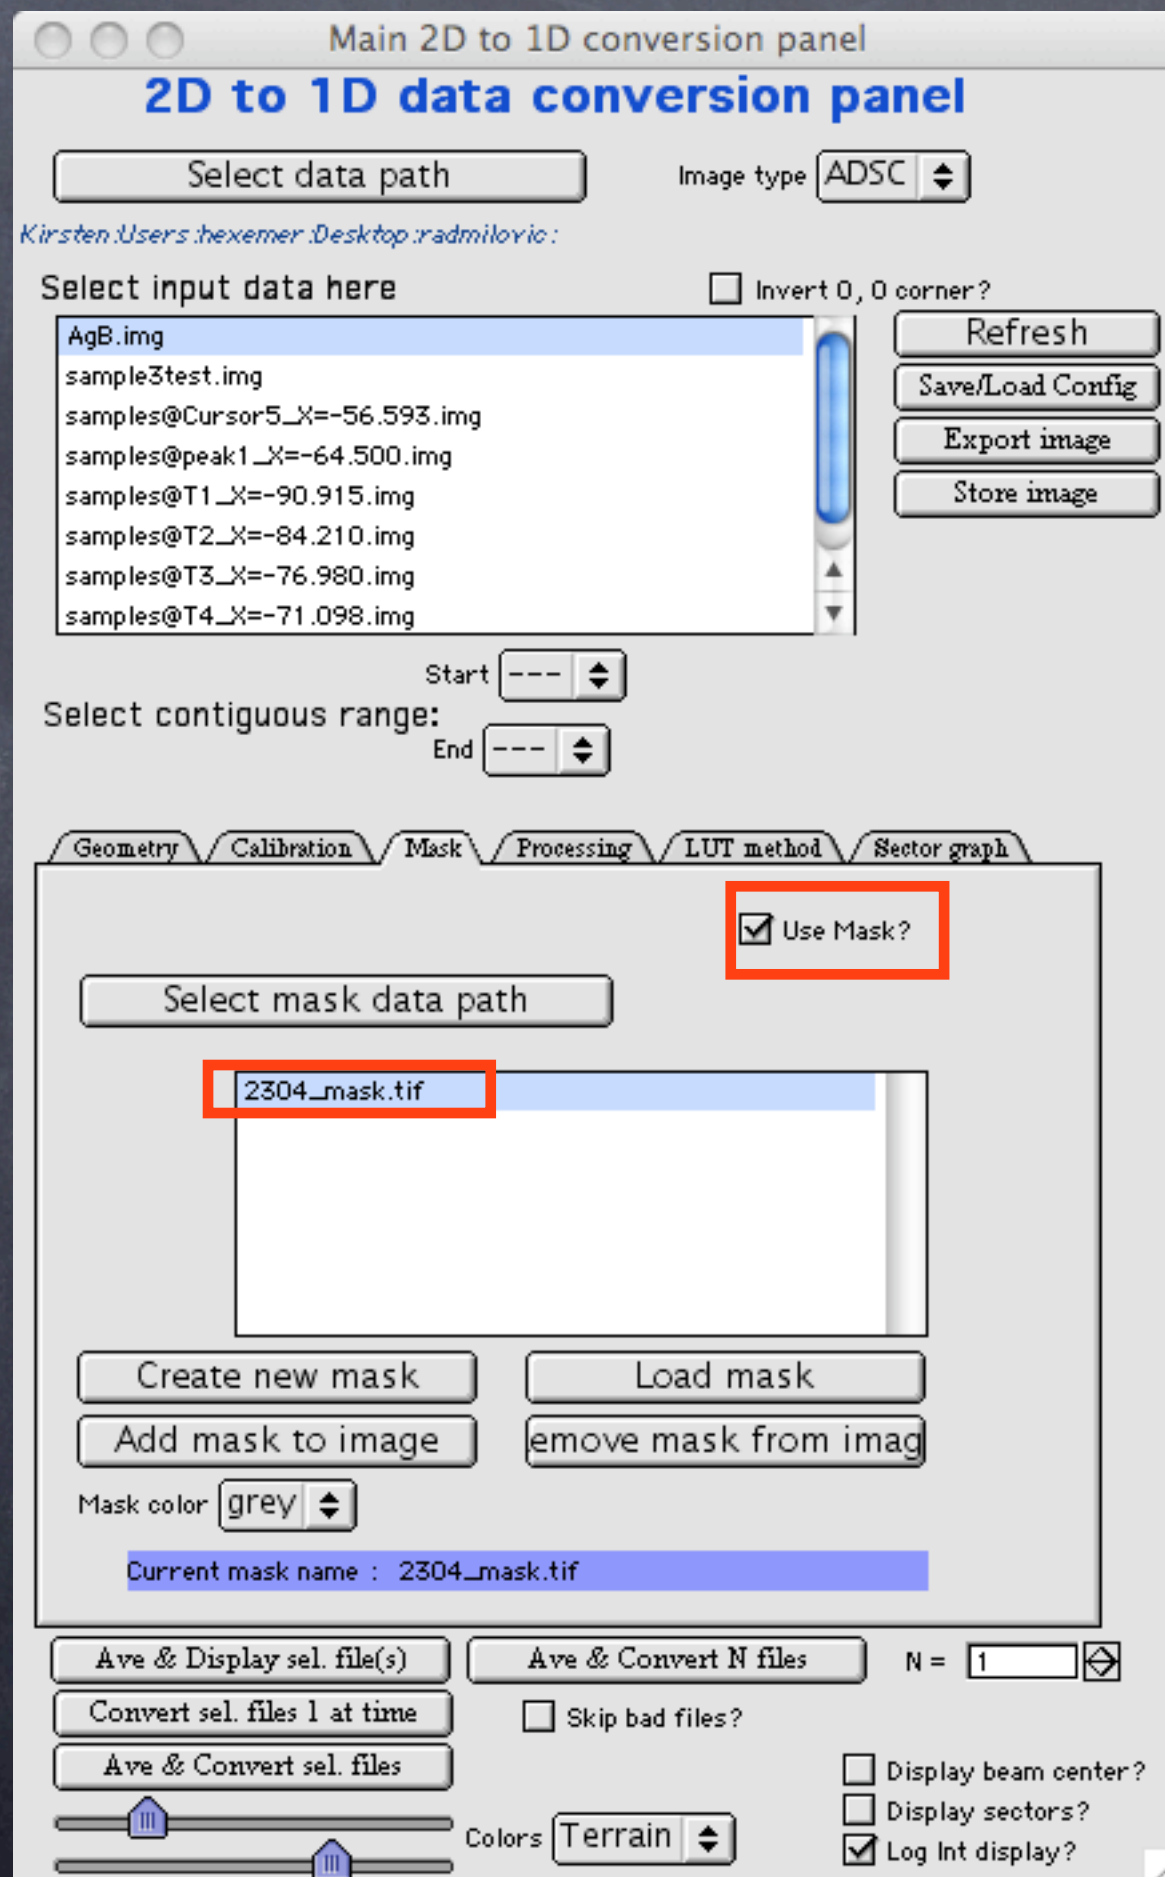 Main 2D to 1D conversion panel
2D to 1D data conversion panel
Select data path
Image type ADSC
Kirsten:Users:hexemer:Desktop:radmilovic:
Select input data here
Invert 0, 0 corner?
AgB.img
sample3test.img
samples@Cursor5_X=-56.593.img
samples@peak1_X=-64.500.img
samples@T1_X=-90.915.img
samples@T2_X=-84.210.img
samples@T3_X=-76.980.img
samples@T4_X=-71.098.img
Refresh
Save/Load Config
Export image
Store image
Start ---
Select contiguous range:
End ---
Geometry Calibration Mask Processing LUT method Sector graph
Use Mask?
Select mask data path
2304_mask.tif
Create new mask Load mask
Add mask to image emove mask from imag
Mask color grey
Current mask name : 2304_mask.tif
Ave & Display sel. file(s) Ave & Convert N files N = 1
Convert sel. files 1 at time Skip bad files?
Ave & Convert sel. files
Display beam center?
Display sectors?
Colors Terrain
Log Int display?